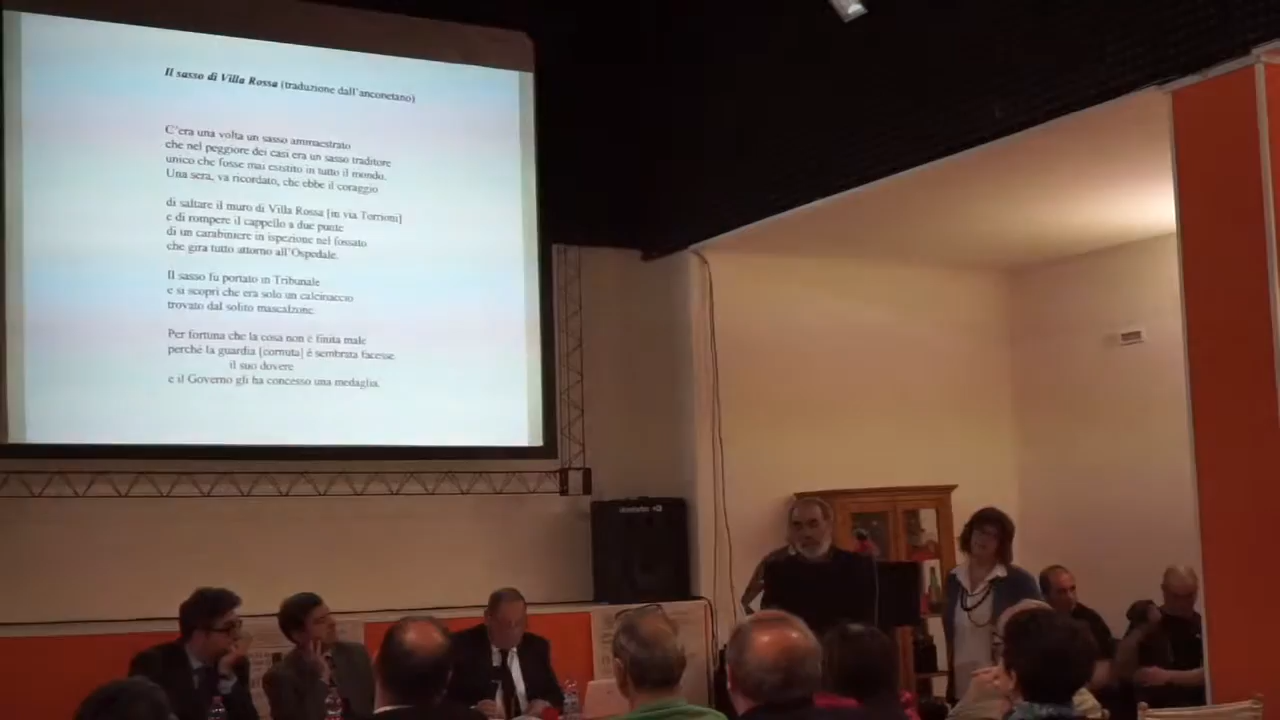 Il sasso di Villa Rossa (traduzione dall'anconetano)
C'era una volta un sasso ammaestrato
che nel peggiore dei casi era un sasso traditore
unico che fosse mai esistito in tutto il mondo.
Una sera, va ricordato, che ebbe il coraggio
di saltare il muro di Villa Rossa [in via Tornoni]
e di rompere il cappello a due punte
di un carabiniere in ispezione nel fossato
che gira tutto attorno all'Ospedale.
Il sasso fu portato in Tribunale
e si scoprì che era solo un calcinaccio
trovato dal solito mascalzone.
Per fortuna che la cosa non è finita male
perché la guardia [cornuta] è sembrata facesse
il suo dovere
e il Governo gli ha concesso una medaglia.